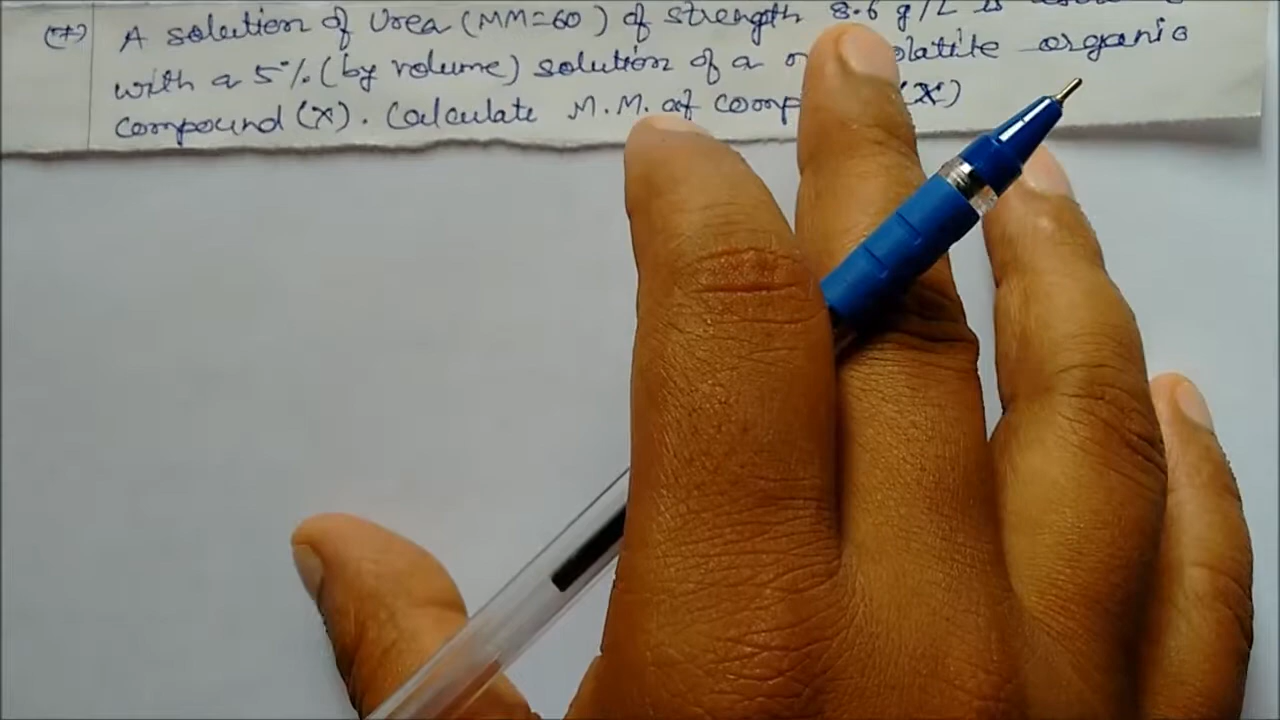 (7) A solution of Urea (MM=60) of strength 8.6 g/L is
with a 5% (by volume) solution of a olatile organic
compound (X). Calculate M.M. of comp (X)